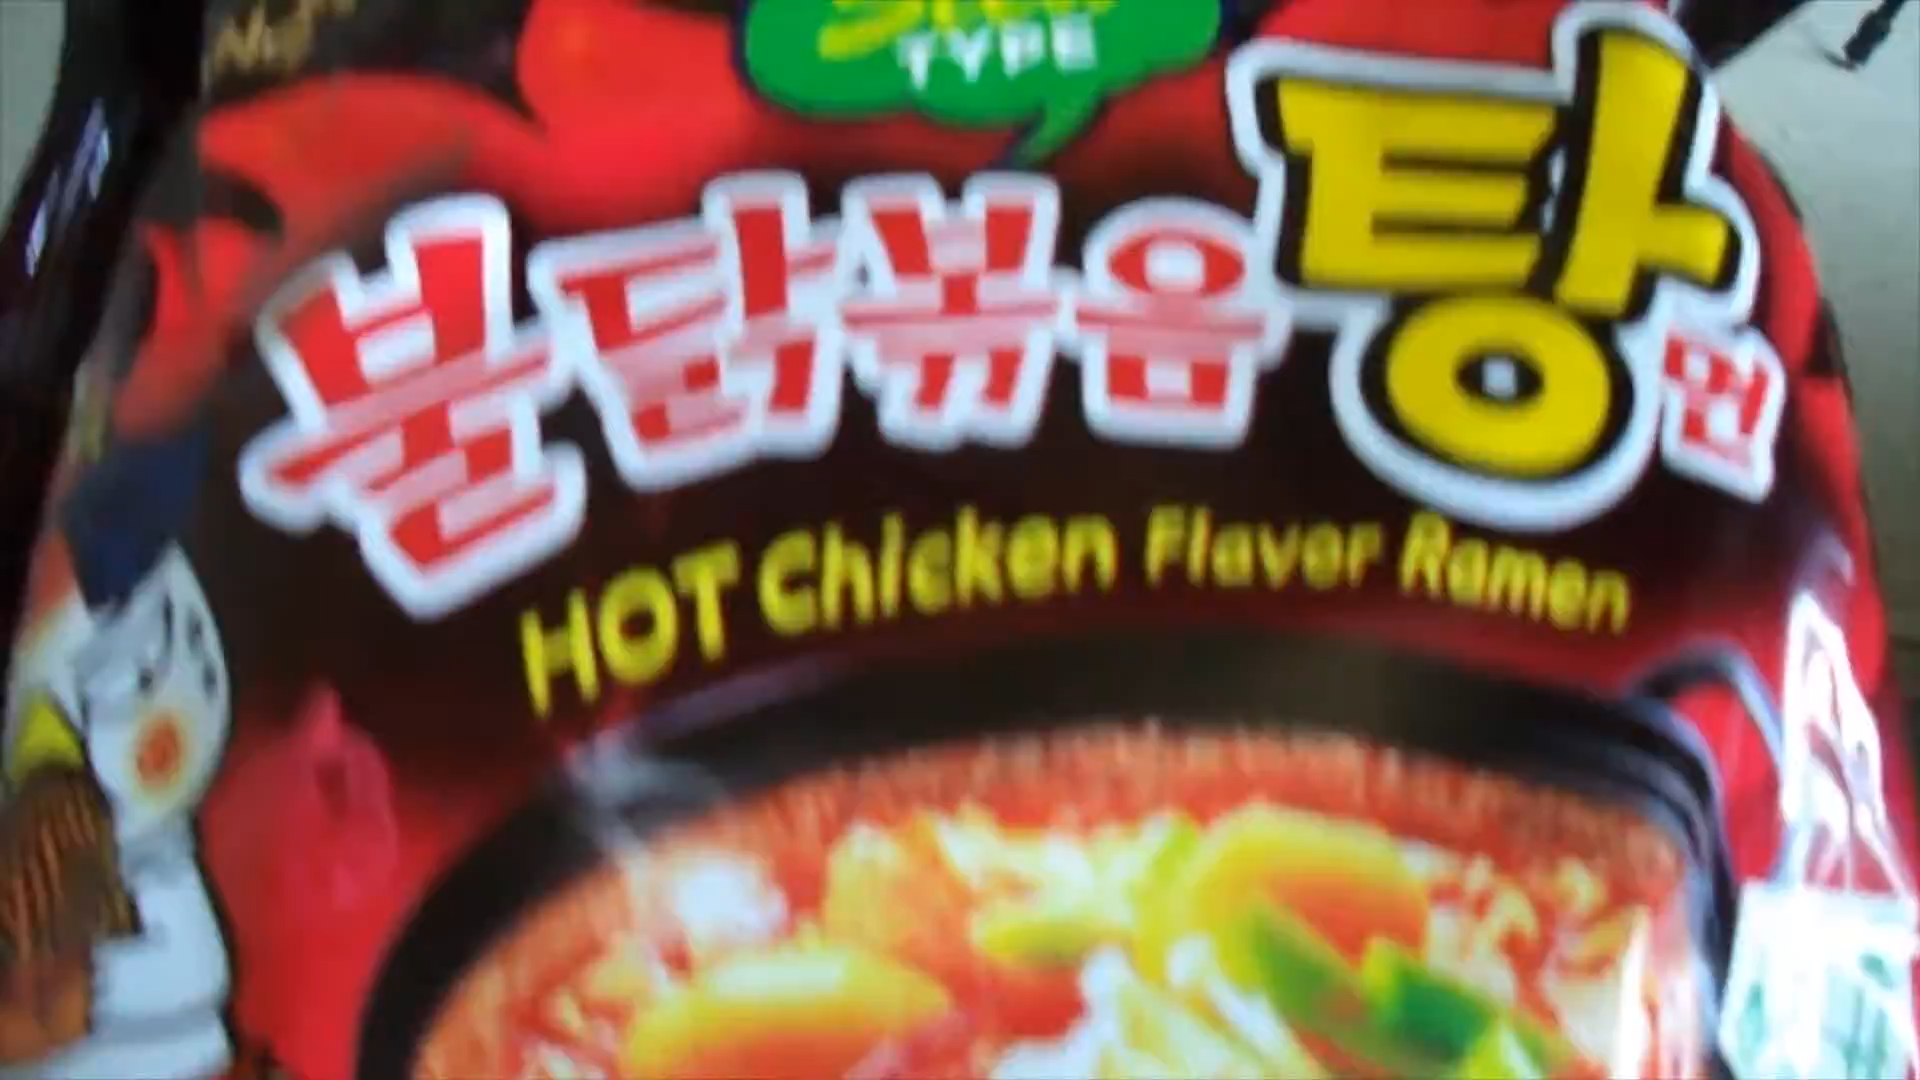 TYPE
불닭볶음탕면
HOT Chicken Flavor Ramen